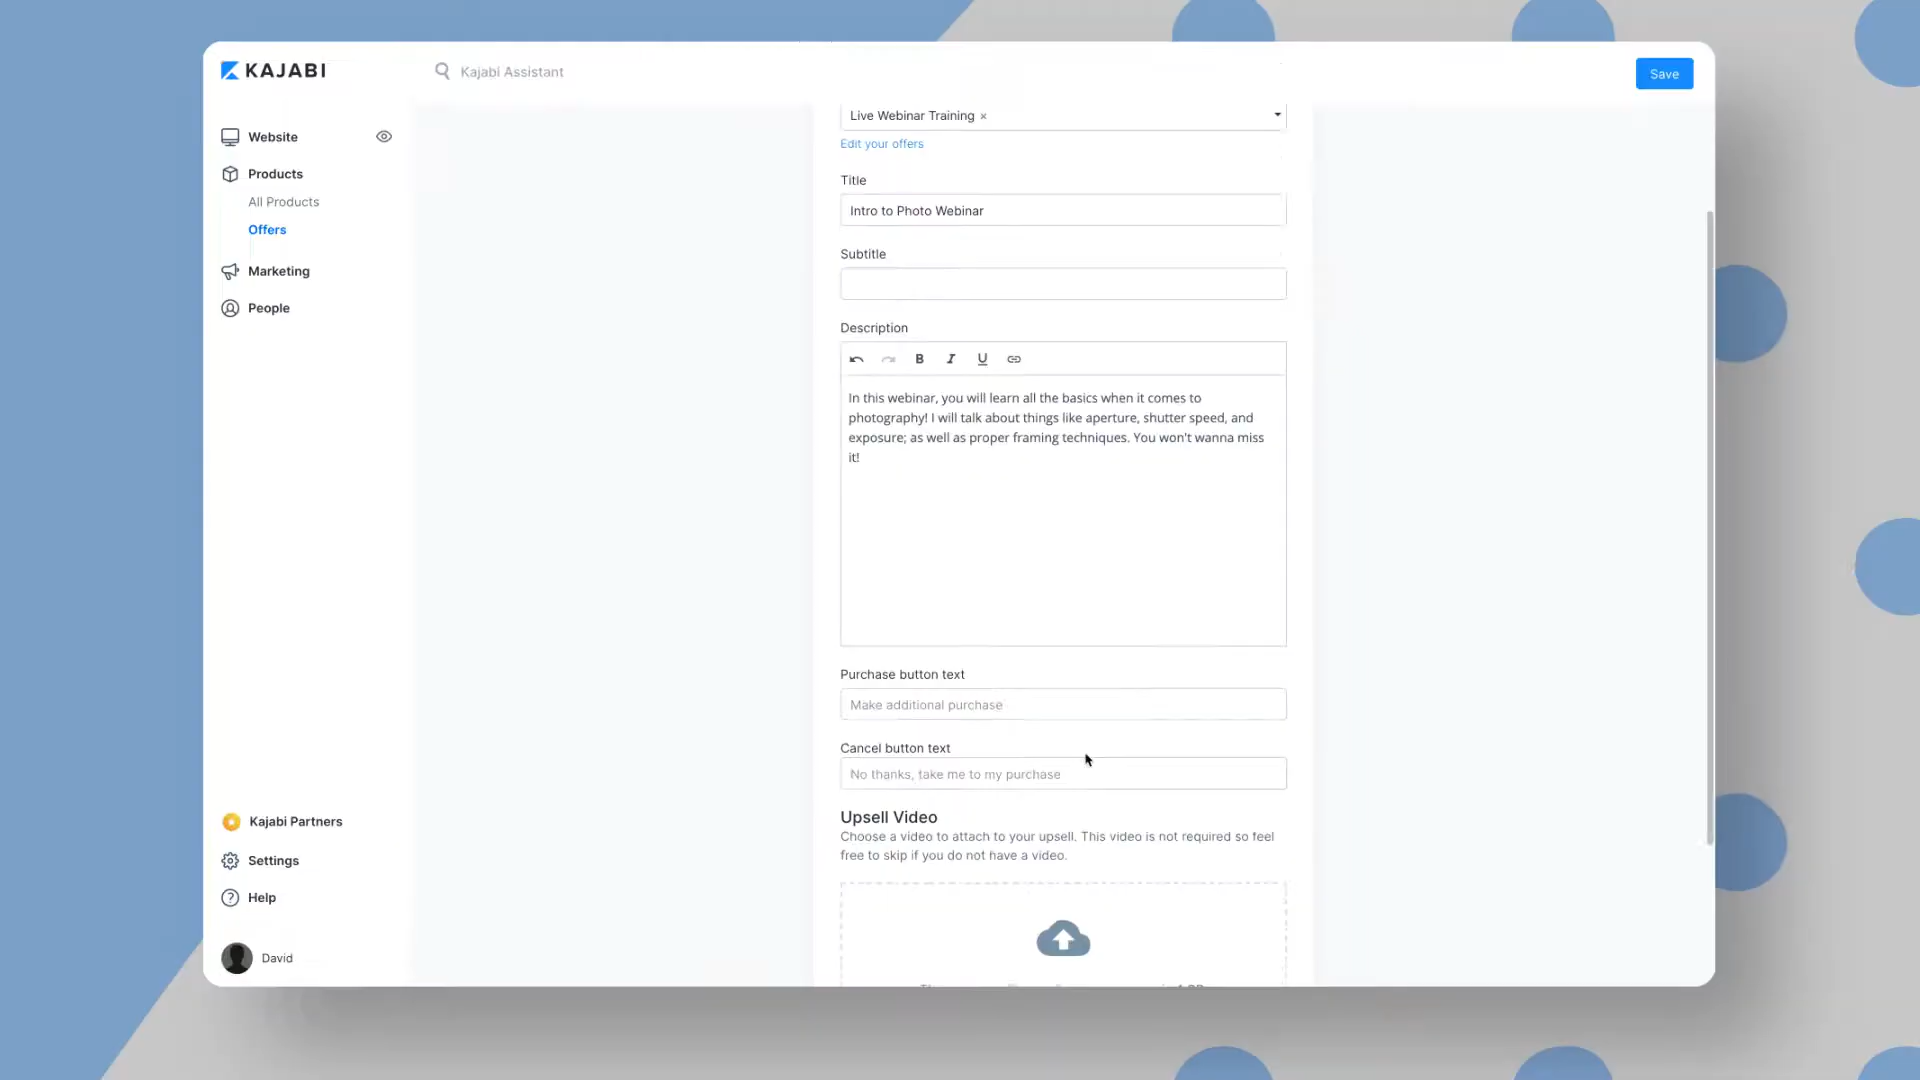 KAJABI
Kajabi Assistant
Save
Website
Products
All Products
Offers
Marketing
People
Kajabi Partners
Settings
Help
David
Live Webinar Training ×
Edit your offers
Title
Intro to Photo Webinar
Subtitle
Description
B I U
In this webinar, you will learn all the basics when it comes to
photography! I will talk about things like aperture, shutter speed, and
exposure; as well as proper framing techniques. You won't wanna miss
it!
Purchase button text
Make additional purchase
Cancel button text
No thanks, take me to my purchase
Upsell Video
Choose a video to attach to your upsell. This video is not required so feel
free to skip if you do not have a video.